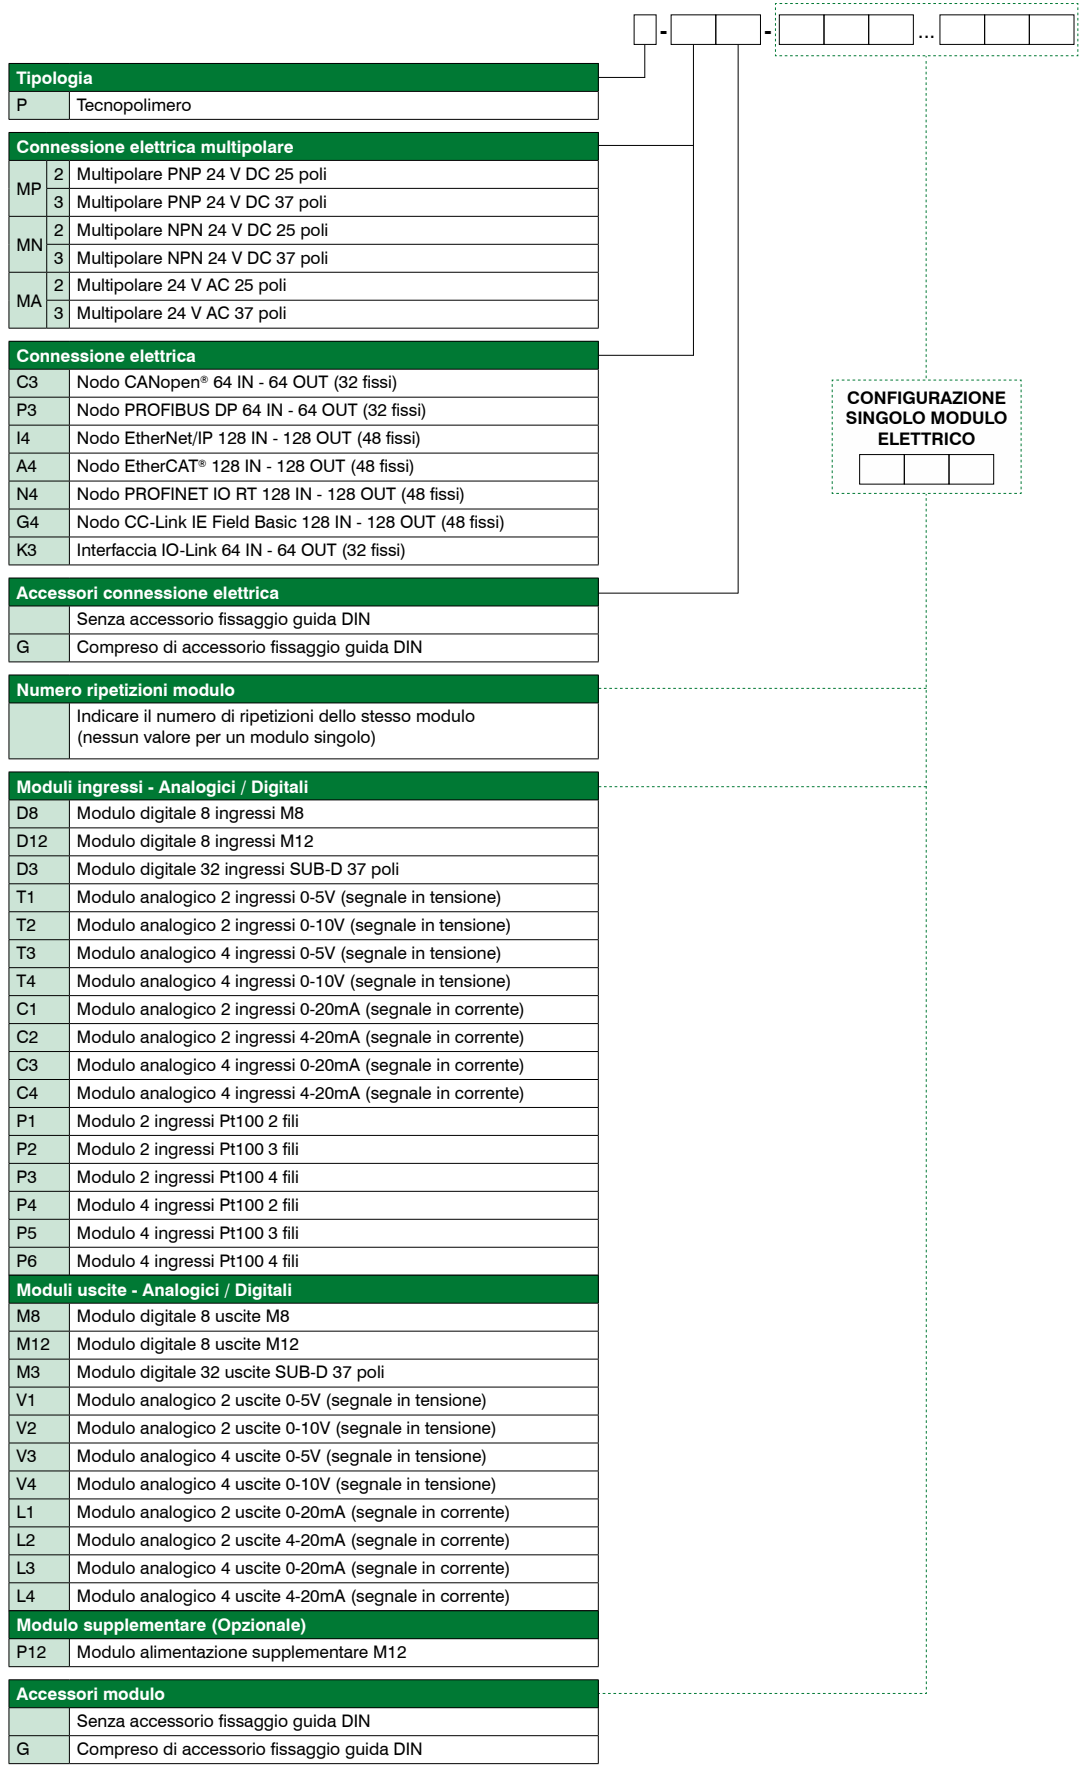 - - ...
Tipologia
P Tecnopolimero
Connessione elettrica multipolare
MP 2 Multipolare PNP 24 V DC 25 poli
3 Multipolare PNP 24 V DC 37 poli
MN 2 Multipolare NPN 24 V DC 25 poli
3 Multipolare NPN 24 V DC 37 poli
MA 2 Multipolare 24 V AC 25 poli
3 Multipolare 24 V AC 37 poli
Connessione elettrica
C3 Nodo CANopen® 64 IN - 64 OUT (32 fissi)
P3 Nodo PROFIBUS DP 64 IN - 64 OUT (32 fissi)
I4 Nodo EtherNet/IP 128 IN - 128 OUT (48 fissi)
A4 Nodo EtherCAT® 128 IN - 128 OUT (48 fissi)
N4 Nodo PROFINET IO RT 128 IN - 128 OUT (48 fissi)
G4 Nodo CC-Link IE Field Basic 128 IN - 128 OUT (48 fissi)
K3 Interfaccia IO-Link 64 IN - 64 OUT (32 fissi)
CONFIGURAZIONE
SINGOLO MODULO
ELETTRICO
Accessori connessione elettrica
Senza accessorio fissaggio guida DIN
G Compreso di accessorio fissaggio guida DIN
Numero ripetizioni modulo
Indicare il numero di ripetizioni dello stesso modulo
(nessun valore per un modulo singolo)
Moduli ingressi - Analogici / Digitali
D8 Modulo digitale 8 ingressi M8
D12 Modulo digitale 8 ingressi M12
D3 Modulo digitale 32 ingressi SUB-D 37 poli
T1 Modulo analogico 2 ingressi 0-5V (segnale in tensione)
T2 Modulo analogico 2 ingressi 0-10V (segnale in tensione)
T3 Modulo analogico 4 ingressi 0-5V (segnale in tensione)
T4 Modulo analogico 4 ingressi 0-10V (segnale in tensione)
C1 Modulo analogico 2 ingressi 0-20mA (segnale in corrente)
C2 Modulo analogico 2 ingressi 4-20mA (segnale in corrente)
C3 Modulo analogico 4 ingressi 0-20mA (segnale in corrente)
C4 Modulo analogico 4 ingressi 4-20mA (segnale in corrente)
P1 Modulo 2 ingressi Pt100 2 fili
P2 Modulo 2 ingressi Pt100 3 fili
P3 Modulo 2 ingressi Pt100 4 fili
P4 Modulo 4 ingressi Pt100 2 fili
P5 Modulo 4 ingressi Pt100 3 fili
P6 Modulo 4 ingressi Pt100 4 fili
Moduli uscite - Analogici / Digitali
M8 Modulo digitale 8 uscite M8
M12 Modulo digitale 8 uscite M12
M3 Modulo digitale 32 uscite SUB-D 37 poli
V1 Modulo analogico 2 uscite 0-5V (segnale in tensione)
V2 Modulo analogico 2 uscite 0-10V (segnale in tensione)
V3 Modulo analogico 4 uscite 0-5V (segnale in tensione)
V4 Modulo analogico 4 uscite 0-10V (segnale in tensione)
L1 Modulo analogico 2 uscite 0-20mA (segnale in corrente)
L2 Modulo analogico 2 uscite 4-20mA (segnale in corrente)
L3 Modulo analogico 4 uscite 0-20mA (segnale in corrente)
L4 Modulo analogico 4 uscite 4-20mA (segnale in corrente)
Modulo supplementare (Opzionale)
P12 Modulo alimentazione supplementare M12
Accessori modulo
Senza accessorio fissaggio guida DIN
G Compreso di accessorio fissaggio guida DIN